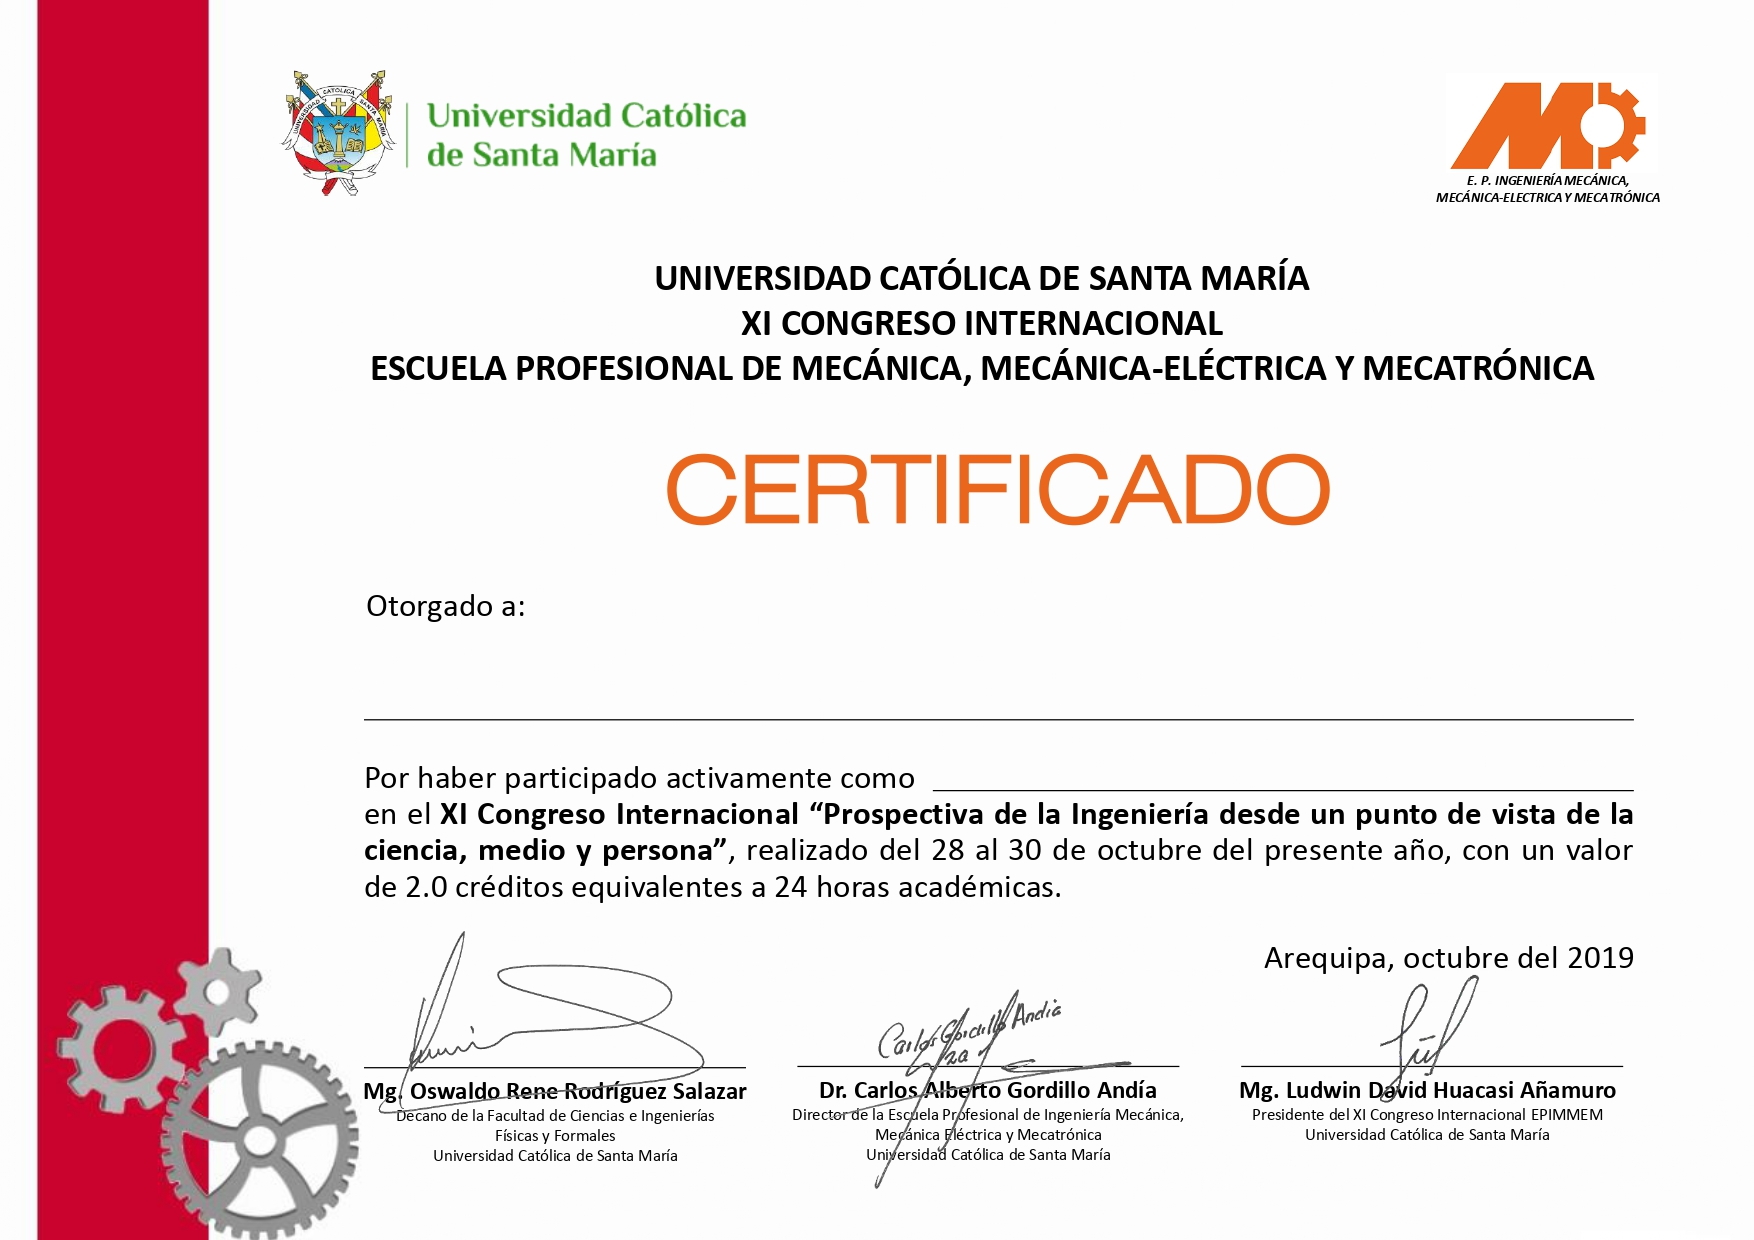 UNIVERSIDAD CATÓLICA SANTA MARÍA
Universidad Católica
de Santa María
E. P. INGENIERÍA MECÁNICA,
MECÁNICA-ELECTRICA Y MECATRÓNICA
UNIVERSIDAD CATÓLICA DE SANTA MARÍA
XI CONGRESO INTERNACIONAL
ESCUELA PROFESIONAL DE MECÁNICA, MECÁNICA-ELÉCTRICA Y MECATRÓNICA
CERTIFICADO
Otorgado a:
Por haber participado activamente como
en el XI Congreso Internacional “Prospectiva de la Ingeniería desde un punto de vista de la
ciencia, medio y persona”, realizado del 28 al 30 de octubre del presente año, con un valor
de 2.0 créditos equivalentes a 24 horas académicas.
Arequipa, octubre del 2019
Carlos Gordillo Andía
Mg. Oswaldo Rene Rodríguez Salazar
Decano de la Facultad de Ciencias e Ingenierías
Físicas y Formales
Universidad Católica de Santa María
Dr. Carlos Alberto Gordillo Andía
Director de la Escuela Profesional de Ingeniería Mecánica,
Mecánica Eléctrica y Mecatrónica
Universidad Católica de Santa María
Mg. Ludwin David Huacasi Añamuro
Presidente del XI Congreso Internacional EPIMMEM
Universidad Católica de Santa María